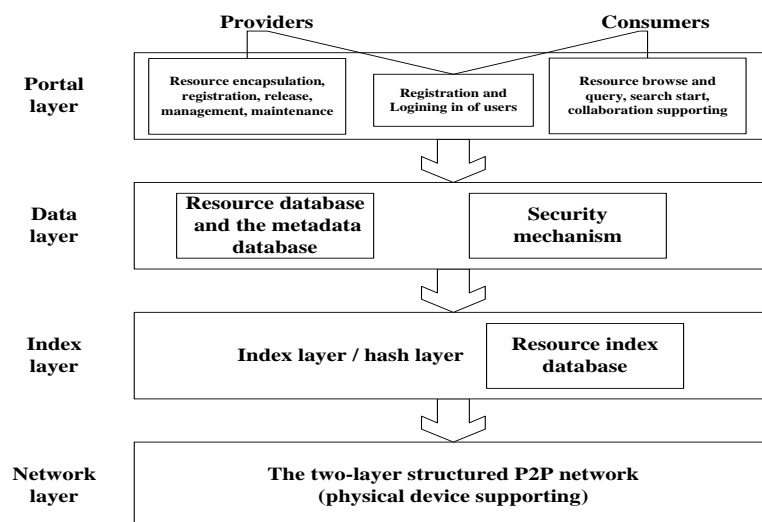 Providers
Consumers
Portal
layer
Resource encapsulation,
registration, release,
management, maintenance
Registration and
Logining in of users
Resource browse and
query, search start,
collaboration supporting
Data
layer
Resource database
and the metadata
database
Security
mechanism
Index
layer
Index layer / hash layer
Resource index
database
Network
layer
The two-layer structured P2P network
(physical device supporting)